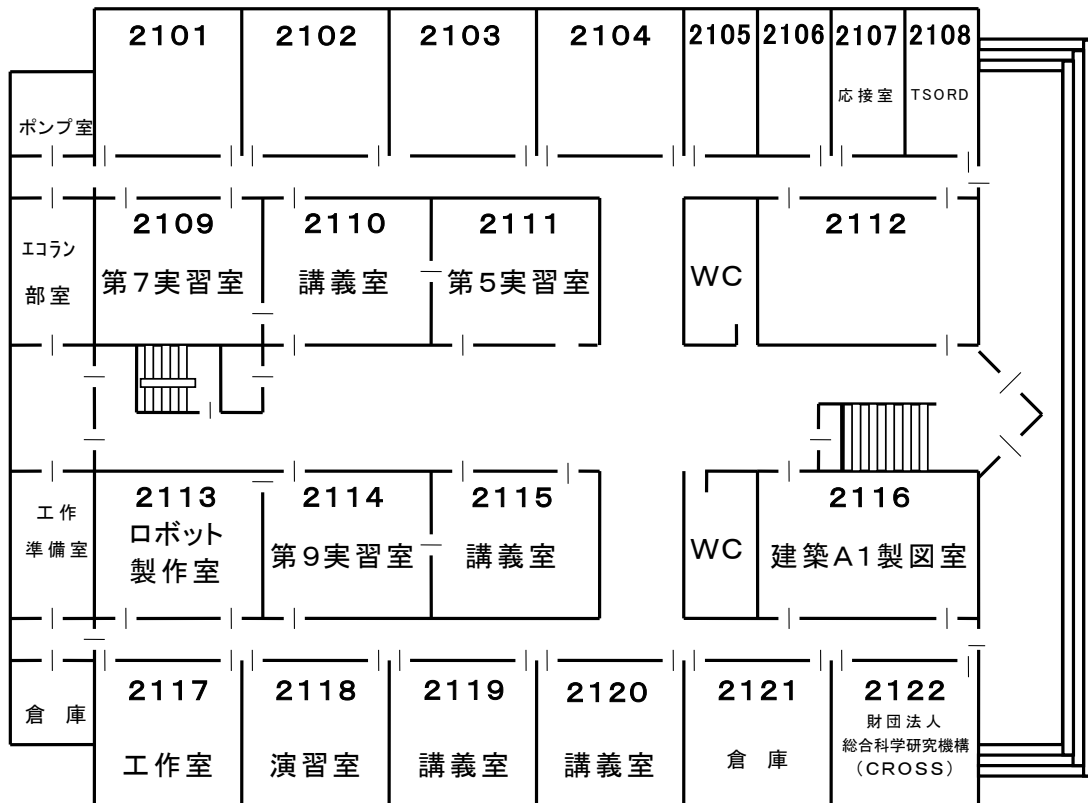 2101
2102
2103
2104
2105
2106
2107
2108
応接室
TSORD
ポンプ室
エコラン
部室
2109
第7実習室
2110
講義室
2111
第5実習室
WC
2112
工作
準備室
2113
ロボット
製作室
2114
第9実習室
2115
講義室
WC
2116
建築A1製図室
倉庫
2117
工作室
2118
演習室
2119
講義室
2120
講義室
2121
倉庫
2122
財団法人
総合科学研究機構
(CROSS)